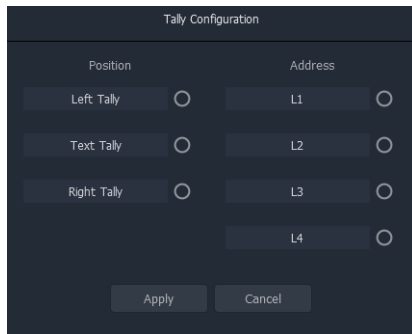 Tally Configuration
Position Address
Left Tally L1
Text Tally L2
Right Tally L3
L4
Apply Cancel